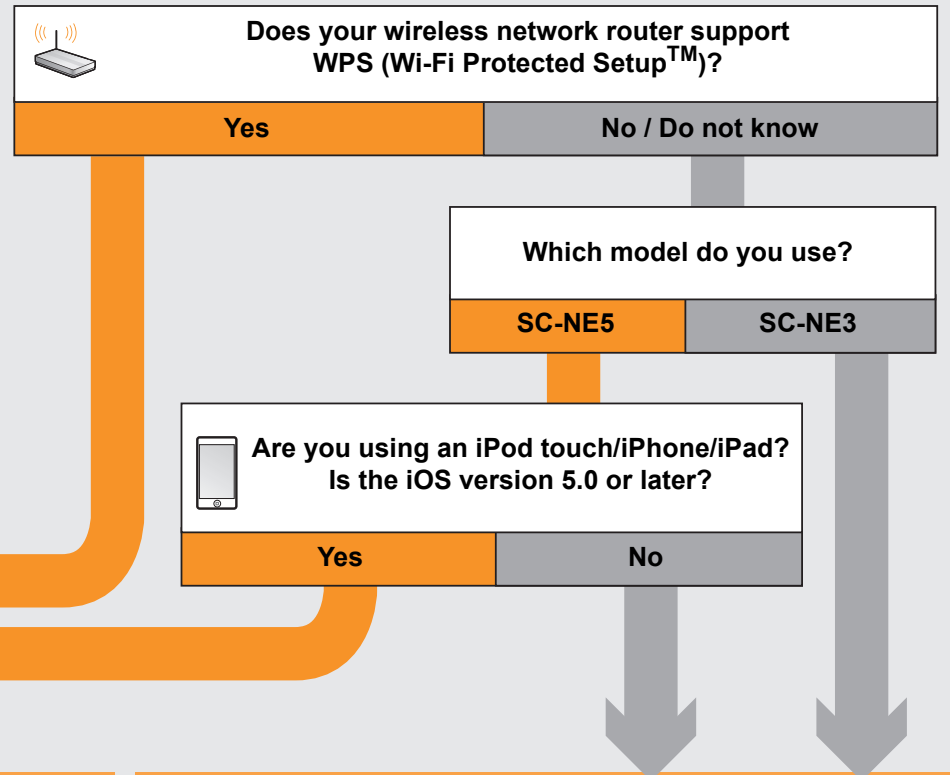 Does your wireless network router support
WPS (Wi-Fi Protected Setup™)?
Yes
No / Do not know
Which model do you use?
SC-NE5
SC-NE3
Are you using an iPod touch/iPhone/iPad?
Is the iOS version 5.0 or later?
Yes
No